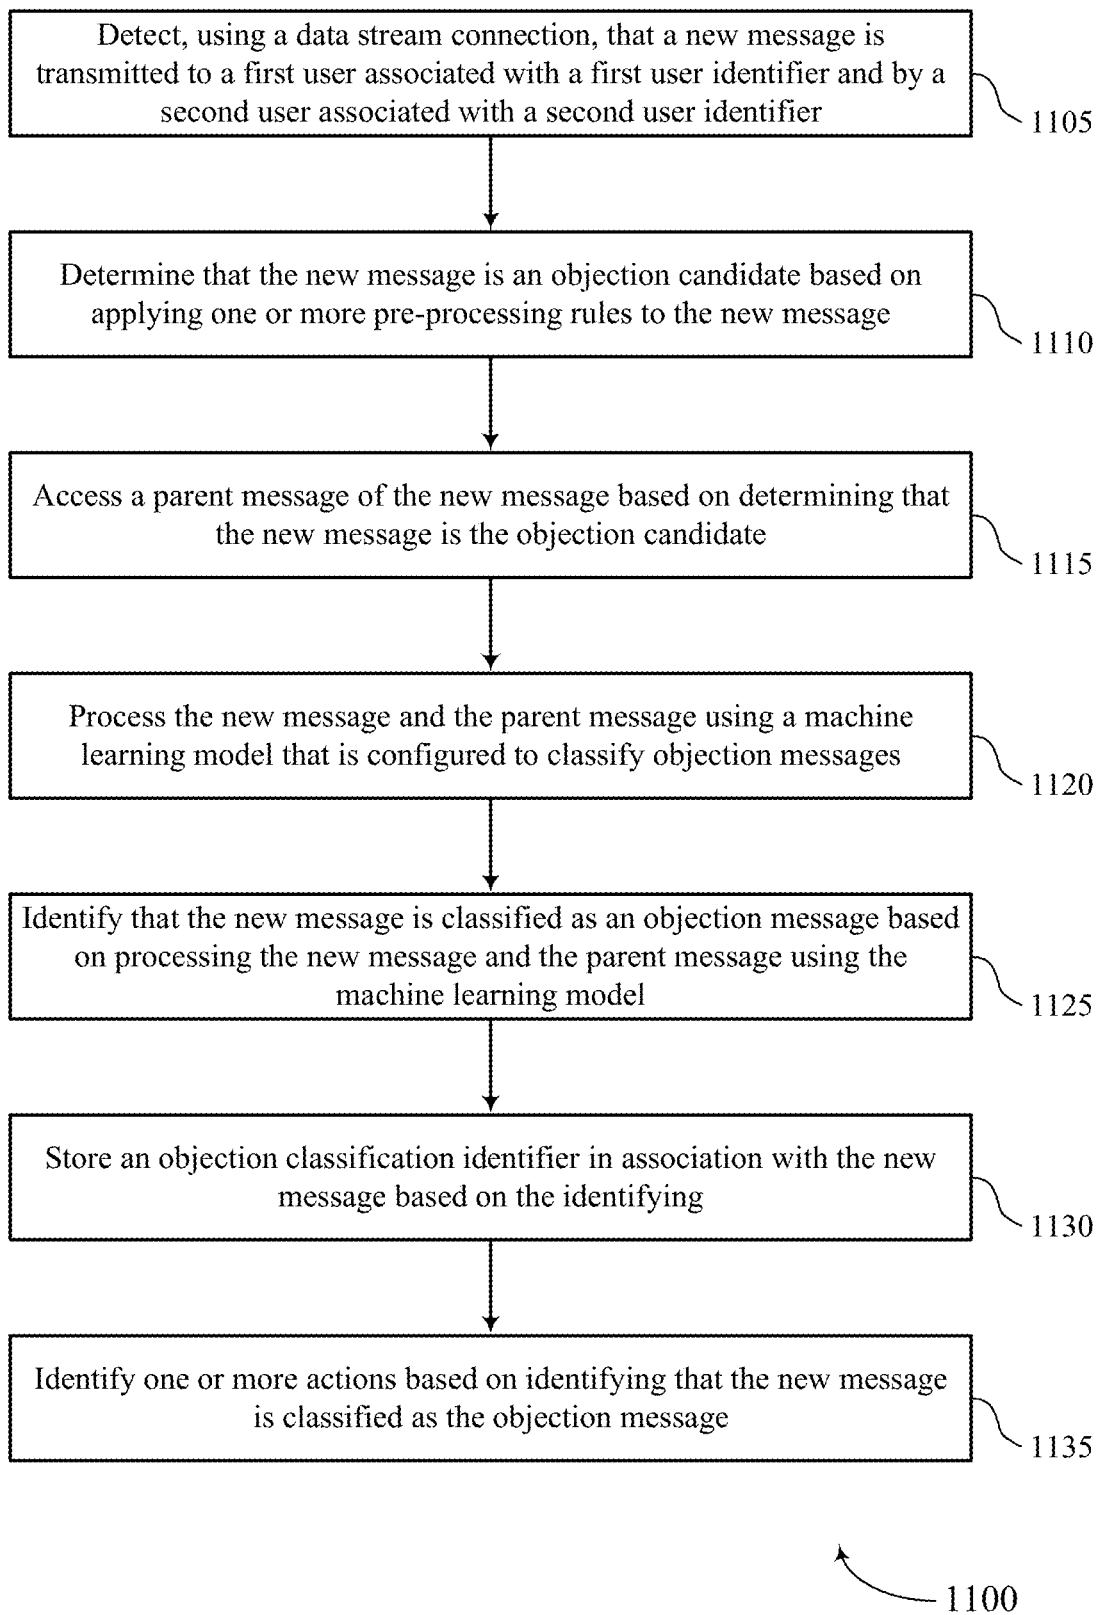 Detect, using a data stream connection, that a new message is
transmitted to a first user associated with a first user identifier and by a
second user associated with a second user identifier
1105
Determine that the new message is an objection candidate based on
applying one or more pre-processing rules to the new message
1110
Access a parent message of the new message based on determining that
the new message is the objection candidate
1115
Process the new message and the parent message using a machine
learning model that is configured to classify objection messages
1120
Identify that the new message is classified as an objection message based
on processing the new message and the parent message using the
machine learning model
1125
Store an objection classification identifier in association with the new
message based on the identifying
1130
Identify one or more actions based on identifying that the new message
is classified as the objection message
1135
1100